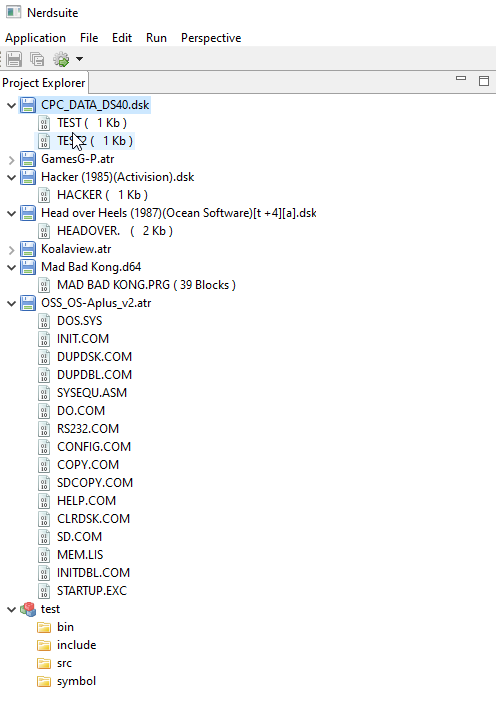 Nerdsuite
Application File Edit Run Perspective
Project Explorer
CPC_DATA_DS40.dsk
TEST ( 1 Kb )
( 1 Kb )
GamesG-P.atr
Hacker (1985)(Activision).dsk
HACKER ( 1 Kb )
Head over Heels (1987)(Ocean Software)[t +4][a].dsk
HEADOVER. ( 2 Kb )
Koalaview.atr
Mad Bad Kong.d64
MAD BAD KONG.PRG ( 39 Blocks )
OSS_OS-Aplus_v2.atr
DOS.SYS
INIT.COM
DUPDSK.COM
DUPDBL.COM
SYSEQU.ASM
DO.COM
RS232.COM
CONFIG.COM
COPY.COM
SDCOPY.COM
HELP.COM
CLRDSK.COM
SD.COM
MEM.LIS
INITDBL.COM
STARTUP.EXC
test
bin
include
src
symbol